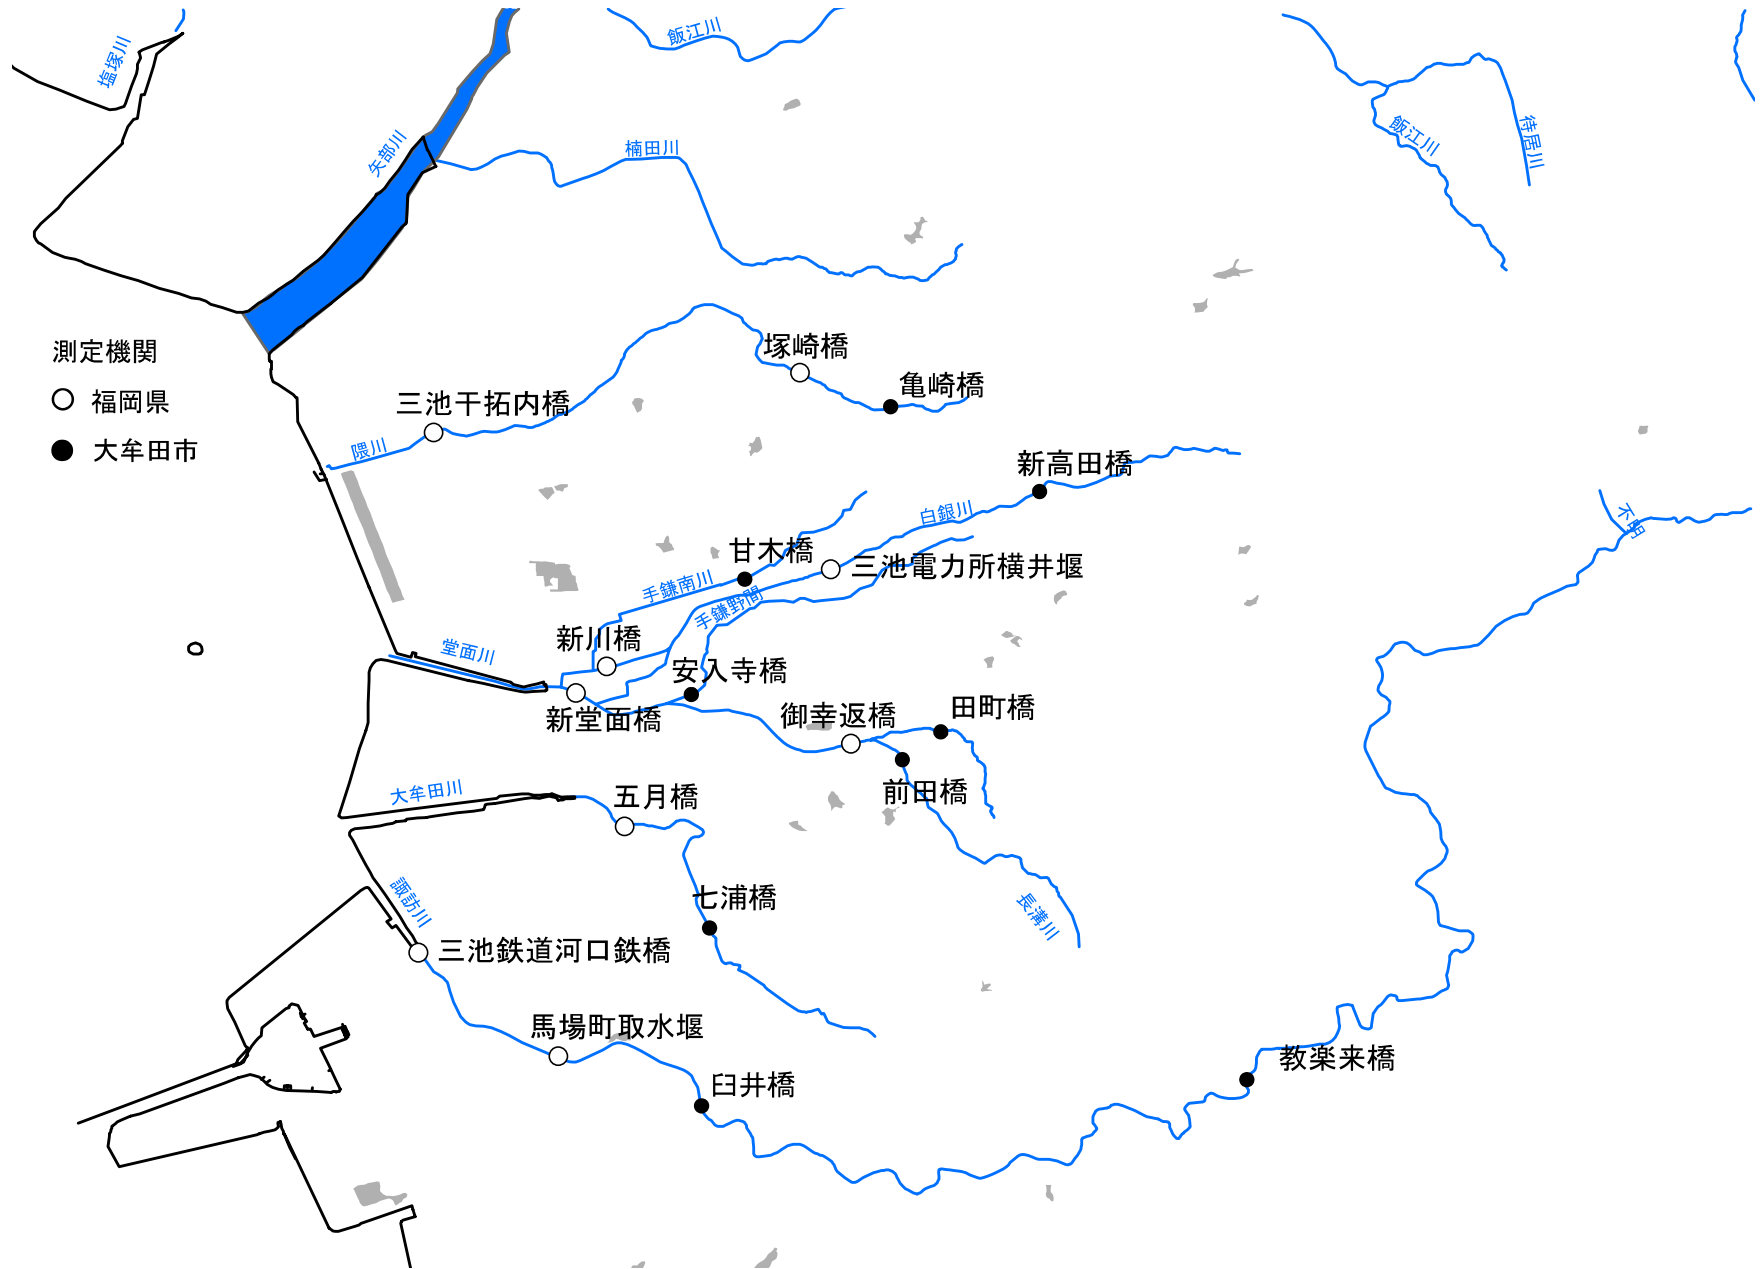 塩塚川
飯江川
矢部川
楠田川
飯江川
待居川
測定機関
福岡県
大牟田市
塚崎橋
亀崎橋
三池干拓内橋
隈川
新高田橋
白銀川
不明
甘木橋
三池電力所横井堰
手鎌南川
手鎌野間
新川橋
堂面川
安入寺橋
新堂面橋
御幸返橋
田町橋
前田橋
大牟田川
五月橋
諏訪川
七浦橋
長溝川
三池鉄道河口鉄橋
馬場町取水堰
臼井橋
教楽来橋